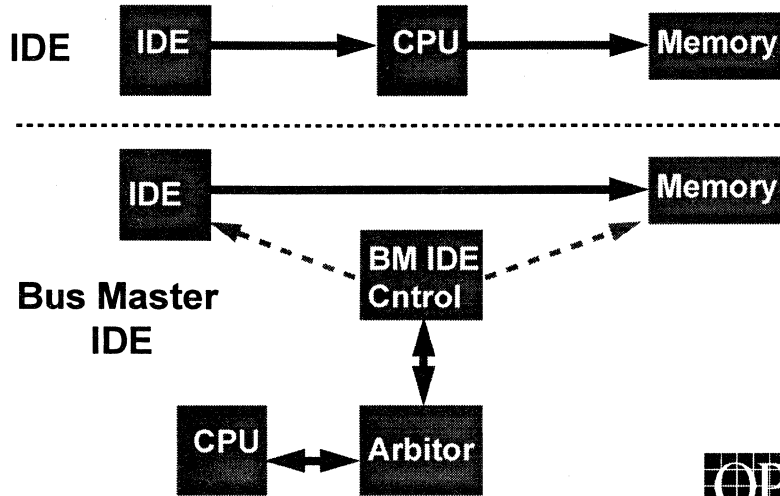 IDE
IDE
CPU
Memory
IDE
Memory
BM IDE
Cntrol
Bus Master
IDE
CPU
Arbitor